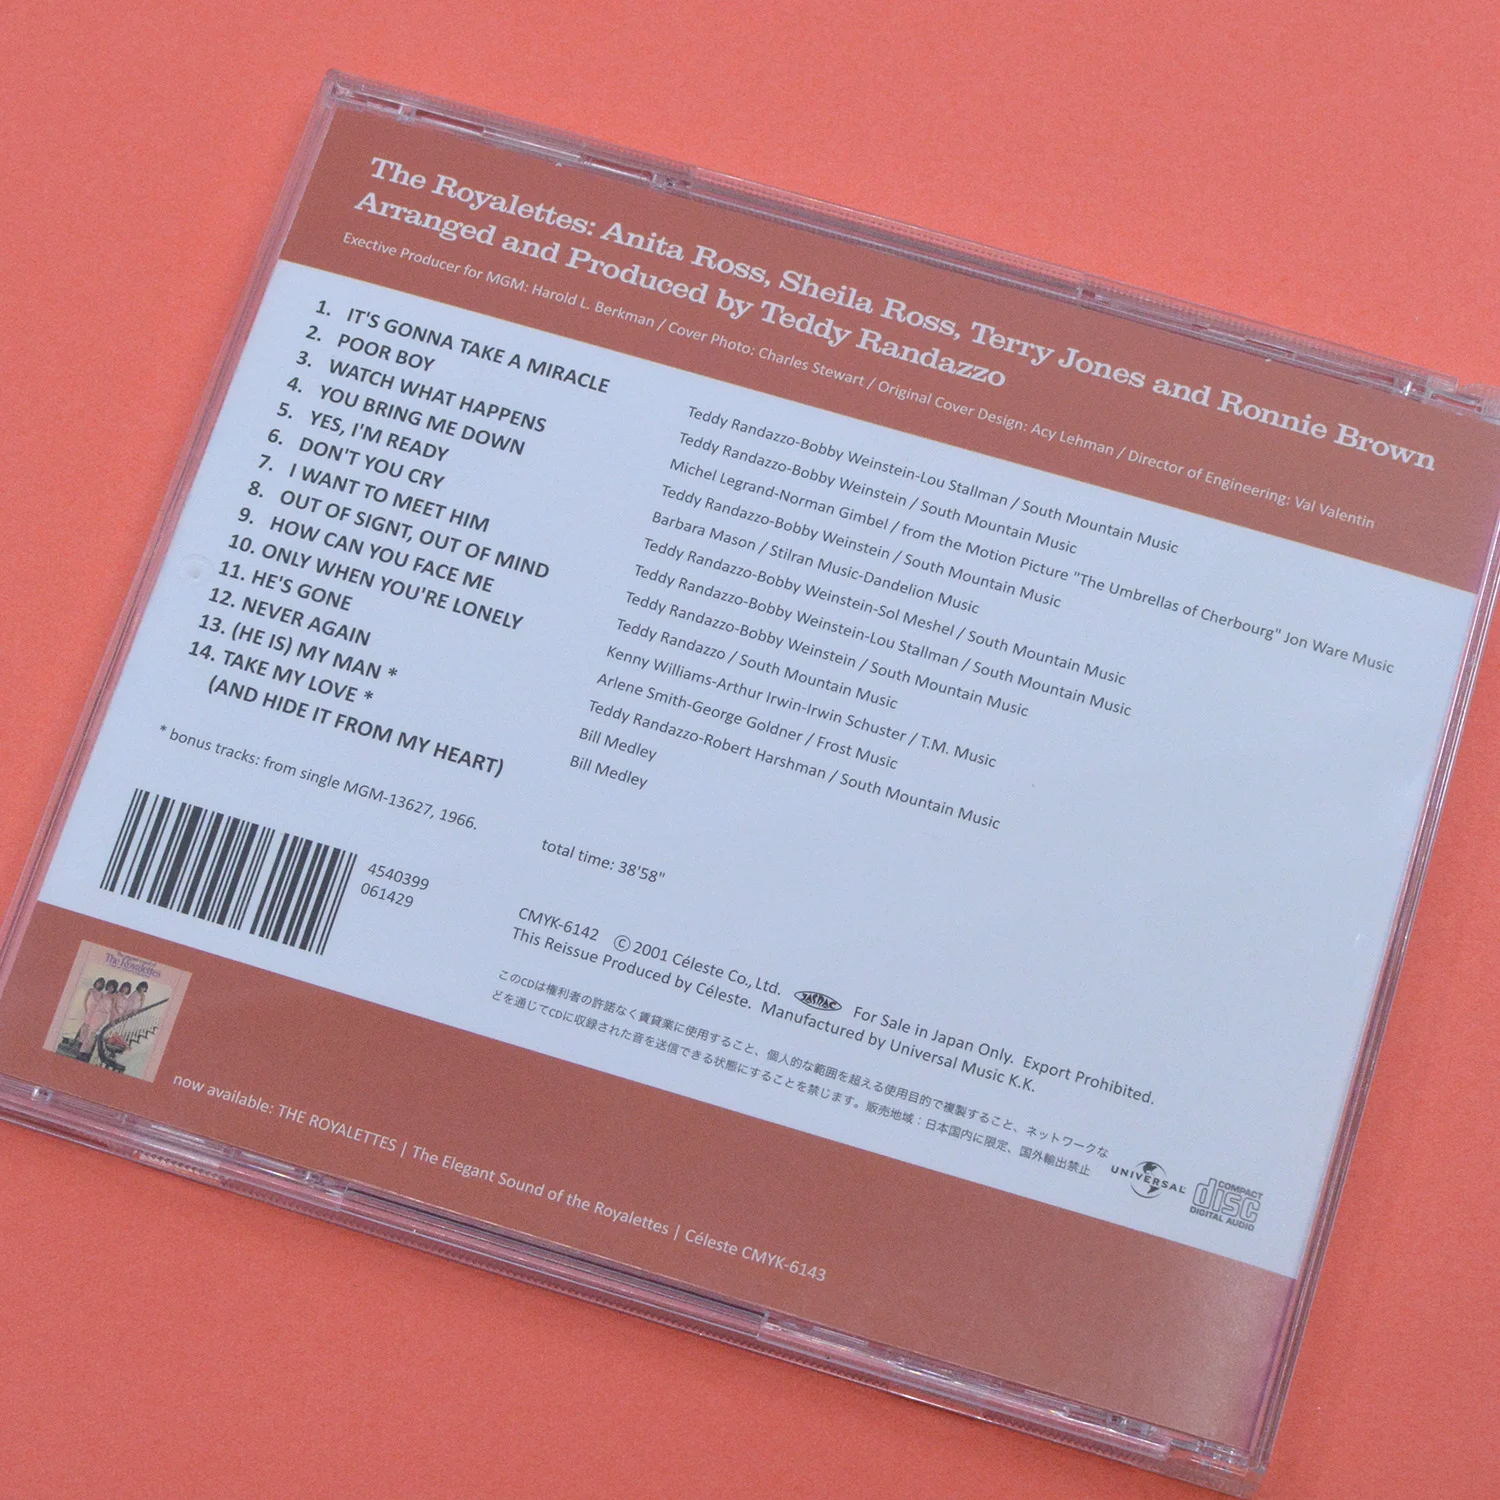 The Royalettes: Anita Ross, Sheila Ross, Terry Jones and Ronnie Brown
Arranged and Produced by Teddy Randazzo
Exective Producer for MGM: Harold L. Berkman / Cover Photo: Charles Stewart / Original Cover Design: Acy Lehman / Director of Engineering: Val Valentin
1. IT'S GONNA TAKE A MIRACLE
2. POOR BOY
3. WATCH WHAT HAPPENS
4. YOU BRING ME DOWN
5. YES, I'M READY
6. DON'T YOU CRY
7. I WANT TO MEET HIM
8. OUT OF SIGNT, OUT OF MIND
9. HOW CAN YOU FACE ME
10. ONLY WHEN YOU'RE LONELY
11. HE'S GONE
12. NEVER AGAIN
13. (HE IS) MY MAN *
14. TAKE MY LOVE *
(AND HIDE IT FROM MY HEART)
* bonus tracks: from single MGM-13627, 1966.
Teddy Randazzo-Bobby Weinstein-Lou Stallman / South Mountain Music
Teddy Randazzo-Bobby Weinstein / South Mountain Music
Michel Legrand-Norman Gimbel / from the Motion Picture "The Umbrellas of Cherbourg" Jon Ware Music
Teddy Randazzo-Bobby Weinstein / South Mountain Music
Barbara Mason / Stilran Music-Dandelion Music
Teddy Randazzo-Bobby Weinstein-Sol Meshel / South Mountain Music
Teddy Randazzo-Bobby Weinstein-Lou Stallman / South Mountain Music
Teddy Randazzo-Bobby Weinstein / South Mountain Music
Teddy Randazzo / South Mountain Music
Kenny Williams-Arthur Irwin-Irwin Schuster / T.M. Music
Arlene Smith-George Goldner / Frost Music
Teddy Randazzo-Robert Harshman / South Mountain Music
Bill Medley
Bill Medley
total time: 38'58"
4540399
061429
CMYK-6142 ©2001 Céleste Co., Ltd. JASRAC For Sale in Japan Only. Export Prohibited.
This Reissue Produced by Céleste. Manufactured by Universal Music K.K.
このCDは権利者の許諾なく賃貸業に使用すること、個人的な範囲を超える使用目的で複製すること、ネットワークな
どを通じてCDに収録された音を送信できる状態にすることを禁じます。販売地域：日本国内に限定、国外輸出禁止
UNIVERSAL
COMPACT
disc
DIGITAL AUDIO
The Royalettes
now available: THE ROYALETTES | The Elegant Sound of the Royalettes | Céleste CMYK-6143